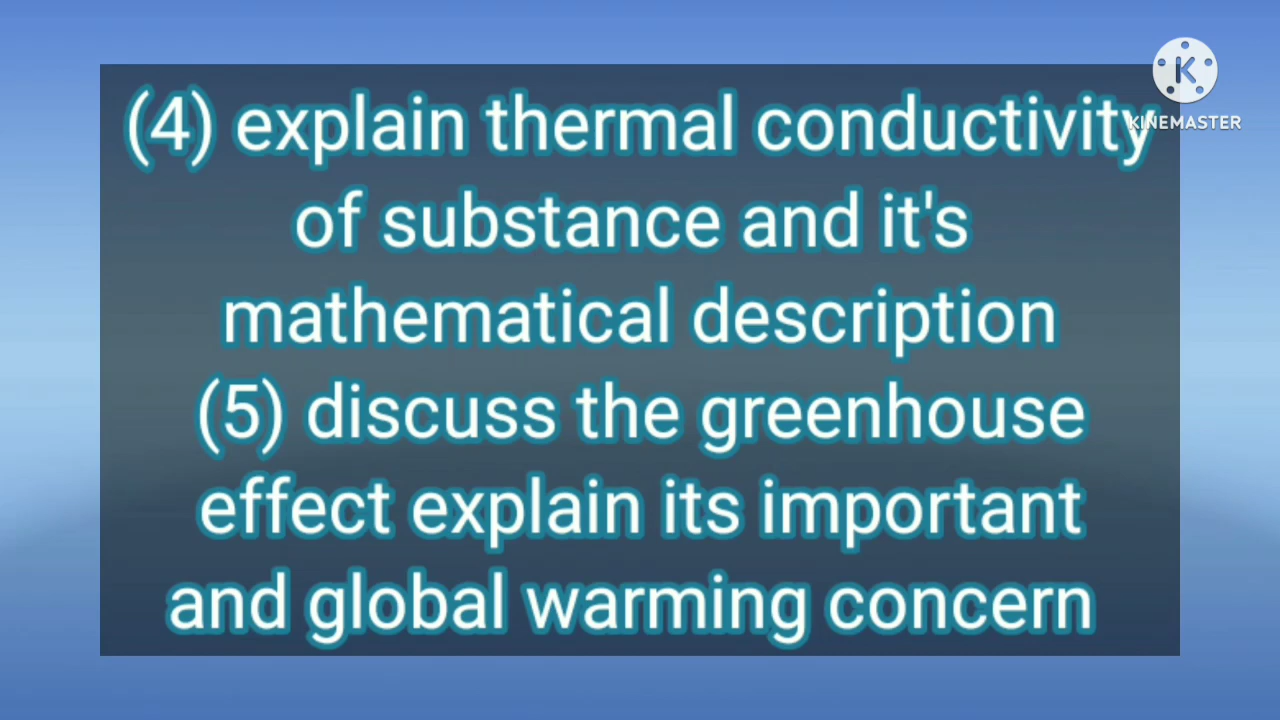 (4) explain thermal conductivity
of substance and it's
mathematical description
(5) discuss the greenhouse
effect explain its important
and global warming concern
K
KINEMASTER